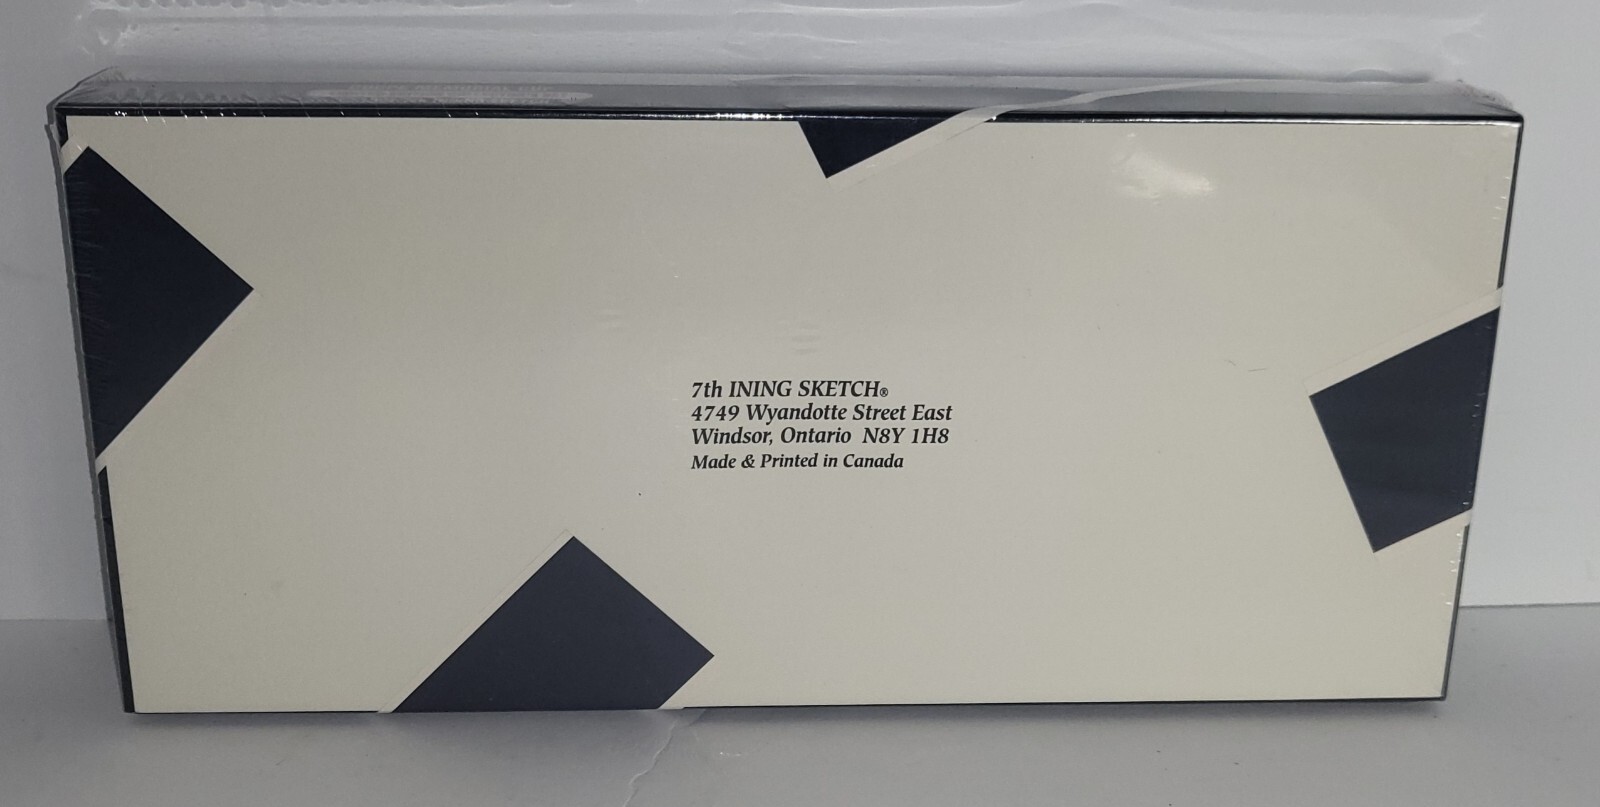 7th INING SKETCH®
4749 Wyandotte Street East
Windsor, Ontario N8Y 1H8
Made & Printed in Canada